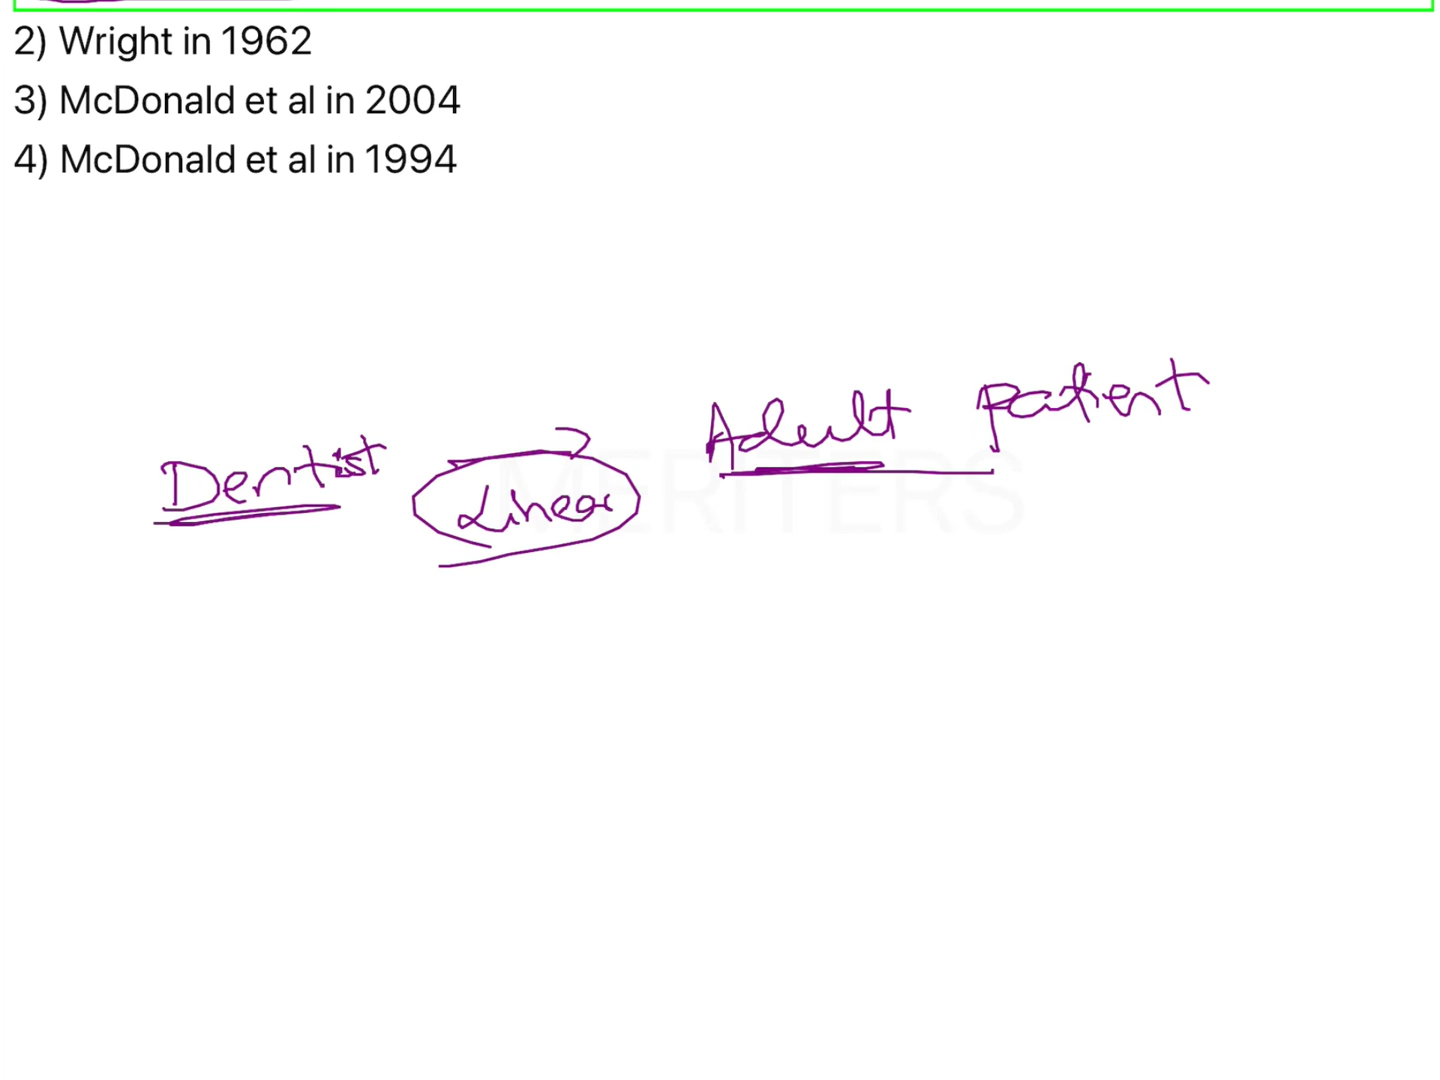 2) Wright in 1962
3) McDonald et al in 2004
4) McDonald et al in 1994
Adult patient
Dentist
Linear
MERITERS